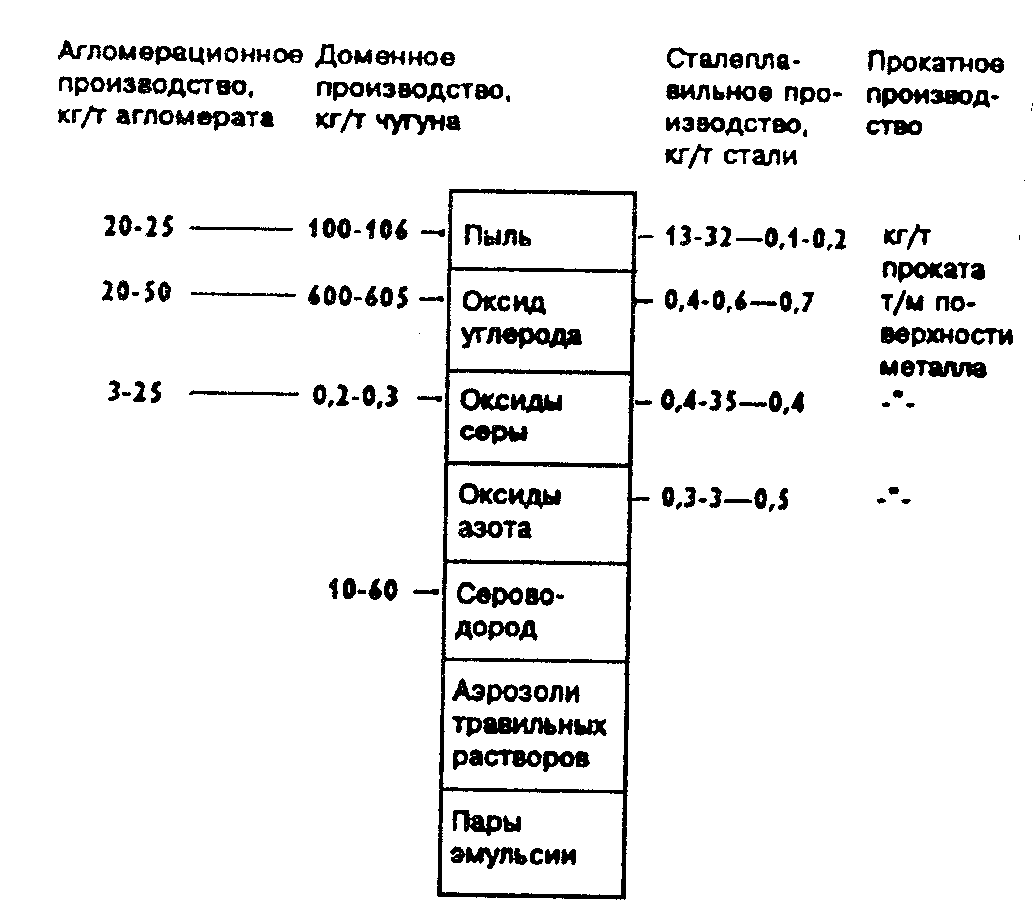 Агломерационное
производство,
кг/т агломерата
Доменное
производство,
кг/т чугуна
Сталепла-
вильное про-
изводство,
кг/т стали
Прокатное
производ-
ство
20-25 — 100-106 – Пыль – 13-32—0,1-0,2 кг/т
проката
20-50 — 600-605 – Оксид – 0,4-0,6—0,7 т/м по-
углерода верхности
металла
3-25 — 0,2-0,3 – Оксиды – 0,4-35—0,4 -"-
серы
Оксиды – 0,3-3—0,5 -"-
азота
10-60 – Серово-
дород
Аэрозоли
травильных
растворов
Пары
эмульсии